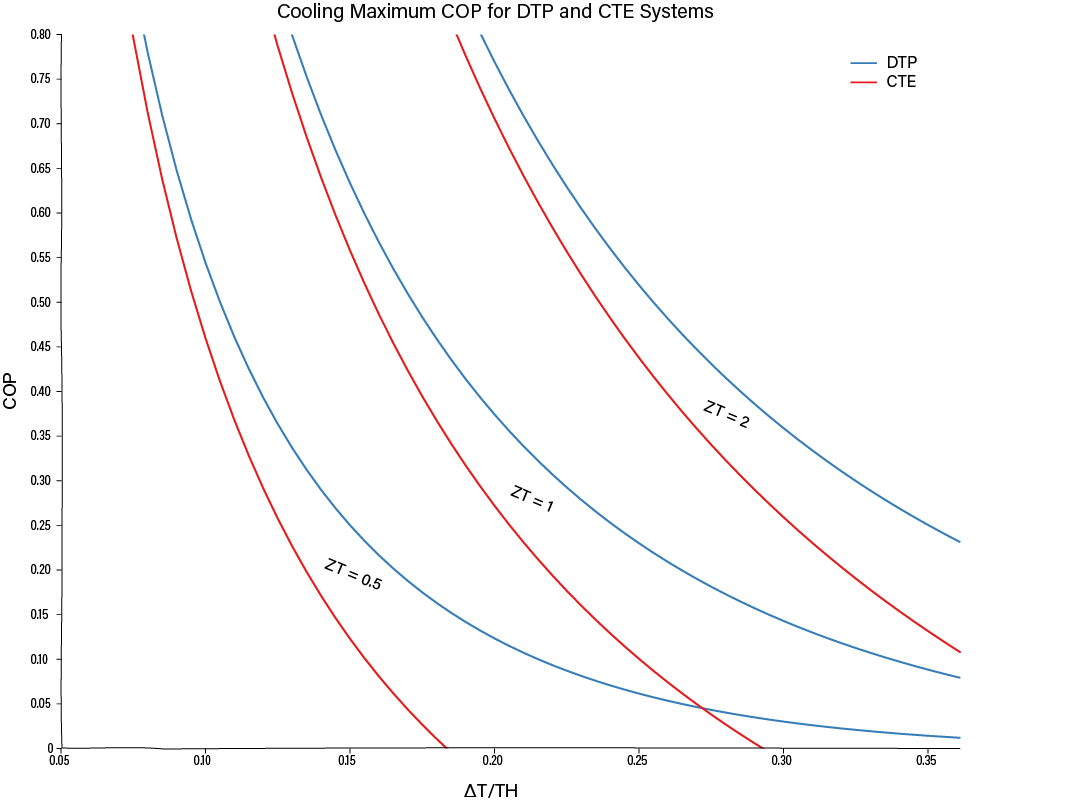 Cooling Maximum COP for DTP and CTE Systems
DTP
CTE
COP
0.80
0.75
0.70
0.65
0.60
0.55
0.50
0.45
0.40
0.35
0.30
0.25
0.20
0.15
0.10
0.05
0
ZT = 2
ZT = 1
ZT = 0.5
0.05 0.10 0.15 0.20 0.25 0.30 0.35
ΔT/TH